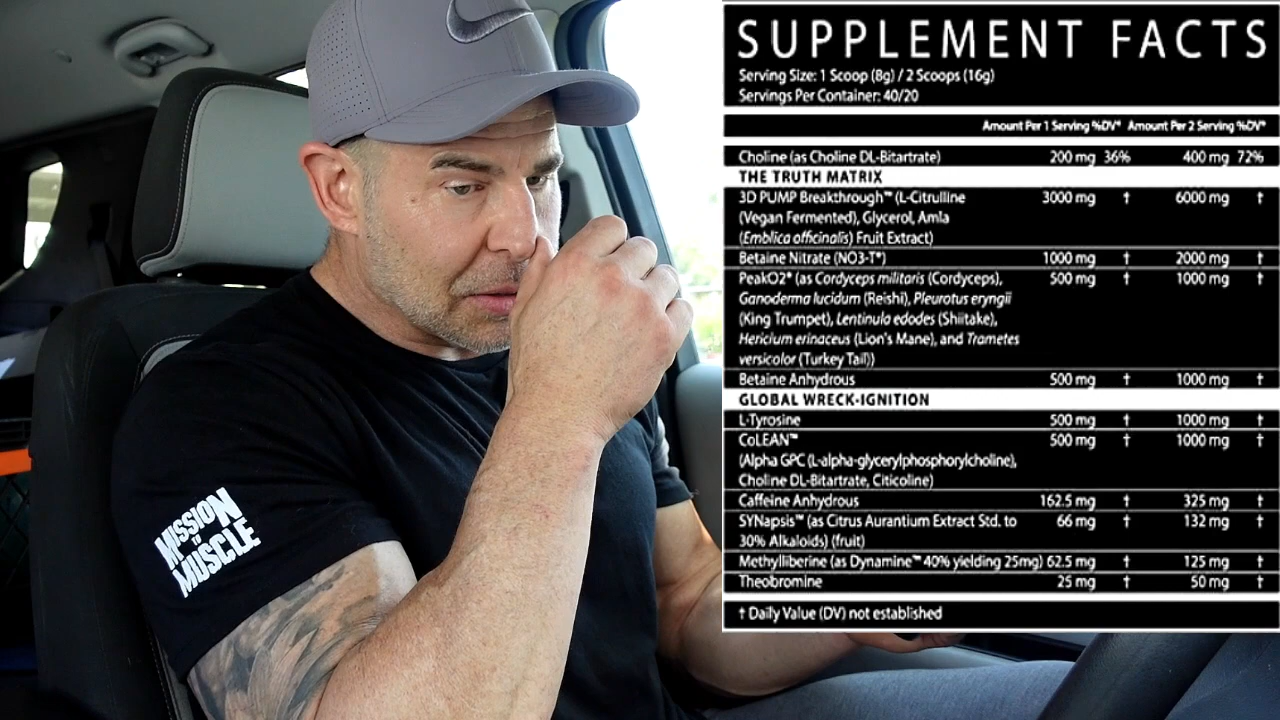 MISSION
TO
MUSCLE
SUPPLEMENT FACTS
Serving Size: 1 Scoop (8g) / 2 Scoops (16g)
Servings Per Container: 40/20
Amount Per 1 Serving %DV* Amount Per 2 Serving %DV*
Choline (as Choline DL-Bitartrate) 200 mg 36% 400 mg 72%
THE TRUTH MATRIX
3D PUMP Breakthrough™ (L-Citrulline 3000 mg † 6000 mg †
(Vegan Fermented), Glycerol, Amla
(Emblica officinalis) Fruit Extract)
Betaine Nitrate (NO3-T®) 1000 mg † 2000 mg †
PeakO2® (as Cordyceps militaris (Cordyceps), 500 mg † 1000 mg †
Ganoderma lucidum (Reishi), Pleurotus eryngii
(King Trumpet), Lentinula edodes (Shiitake),
Hericium erinaceus (Lion's Mane), and Trametes
versicolor (Turkey Tail))
Betaine Anhydrous 500 mg † 1000 mg †
GLOBAL WRECK-IGNITION
L-Tyrosine 500 mg † 1000 mg †
CoLEAN™ 500 mg † 1000 mg †
(Alpha GPC (L-alpha-glycerylphosphorylcholine),
Choline DL-Bitartrate, Citicoline)
Caffeine Anhydrous 162.5 mg † 325 mg †
SYNapsis™ (as Citrus Aurantium Extract Std. to 66 mg † 132 mg †
30% Alkaloids) (fruit)
Methylliberine (as Dynamine™ 40% yielding 25mg) 62.5 mg † 125 mg †
Theobromine 25 mg † 50 mg †
† Daily Value (DV) not established